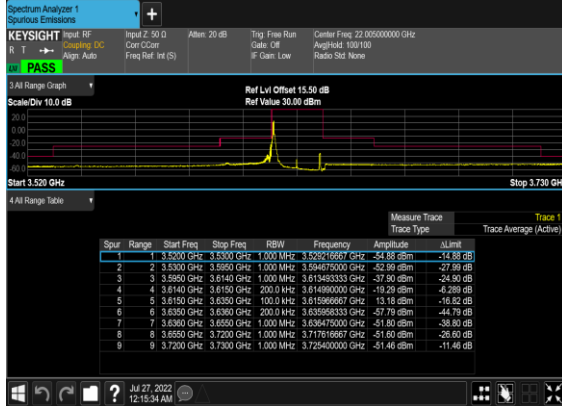 Spectrum Analyzer 1
Spurious Emissions
+
KEYSIGHT Input: RF Input Z: 50 Ω Atten: 20 dB Trig: Free Run Center Freq: 22.005000000 GHz
R T Coupling: DC Corr CCorr Gate: Off Avg|Hold: 100/100
Align: Auto Freq Ref: Int (S) IF Gain: Low Radio Std: None
PASS
3 All Range Graph
Ref Lvl Offset 15.50 dB
Scale/Div 10.0 dB Ref Value 30.00 dBm
20.0
0.00
-20.0
-40.0
-60.0
Start 3.520 GHz Stop 3.730 GH
4 All Range Table
Measure Trace Trace 1
Trace Type Trace Average (Active)
Spur Range Start Freq Stop Freq RBW Frequency Amplitude ΔLimit
1 1 3.5200 GHz 3.5300 GHz 1.000 MHz 3.529216667 GHz -54.88 dBm -14.88 dB
2 2 3.5300 GHz 3.5950 GHz 1.000 MHz 3.594675000 GHz -52.99 dBm -27.99 dB
3 3 3.5950 GHz 3.6140 GHz 1.000 MHz 3.613493333 GHz -37.90 dBm -24.90 dB
4 4 3.6140 GHz 3.6150 GHz 200.0 kHz 3.614990000 GHz -19.29 dBm -6.289 dB
5 5 3.6150 GHz 3.6350 GHz 100.0 kHz 3.615966667 GHz 13.18 dBm -16.82 dB
6 6 3.6350 GHz 3.6360 GHz 200.0 kHz 3.635958333 GHz -57.79 dBm -44.79 dB
7 7 3.6360 GHz 3.6550 GHz 1.000 MHz 3.636475000 GHz -51.80 dBm -38.80 dB
8 8 3.6550 GHz 3.7200 GHz 1.000 MHz 3.717616667 GHz -51.60 dBm -26.60 dB
9 9 3.7200 GHz 3.7300 GHz 1.000 MHz 3.725400000 GHz -51.46 dBm -11.46 dB
? Jul 27, 2022
12:15:34 AM